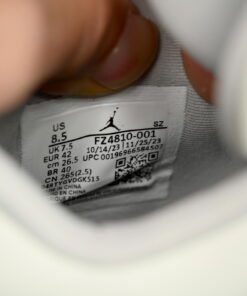 US SZ
8.5 FZ4810-001
UK 7.5 10/14/23 11/25/23
EUR 42 UPC 00196966584507
cm 26.5
BR 40
CN 265(2.5)
MADE IN CHINA